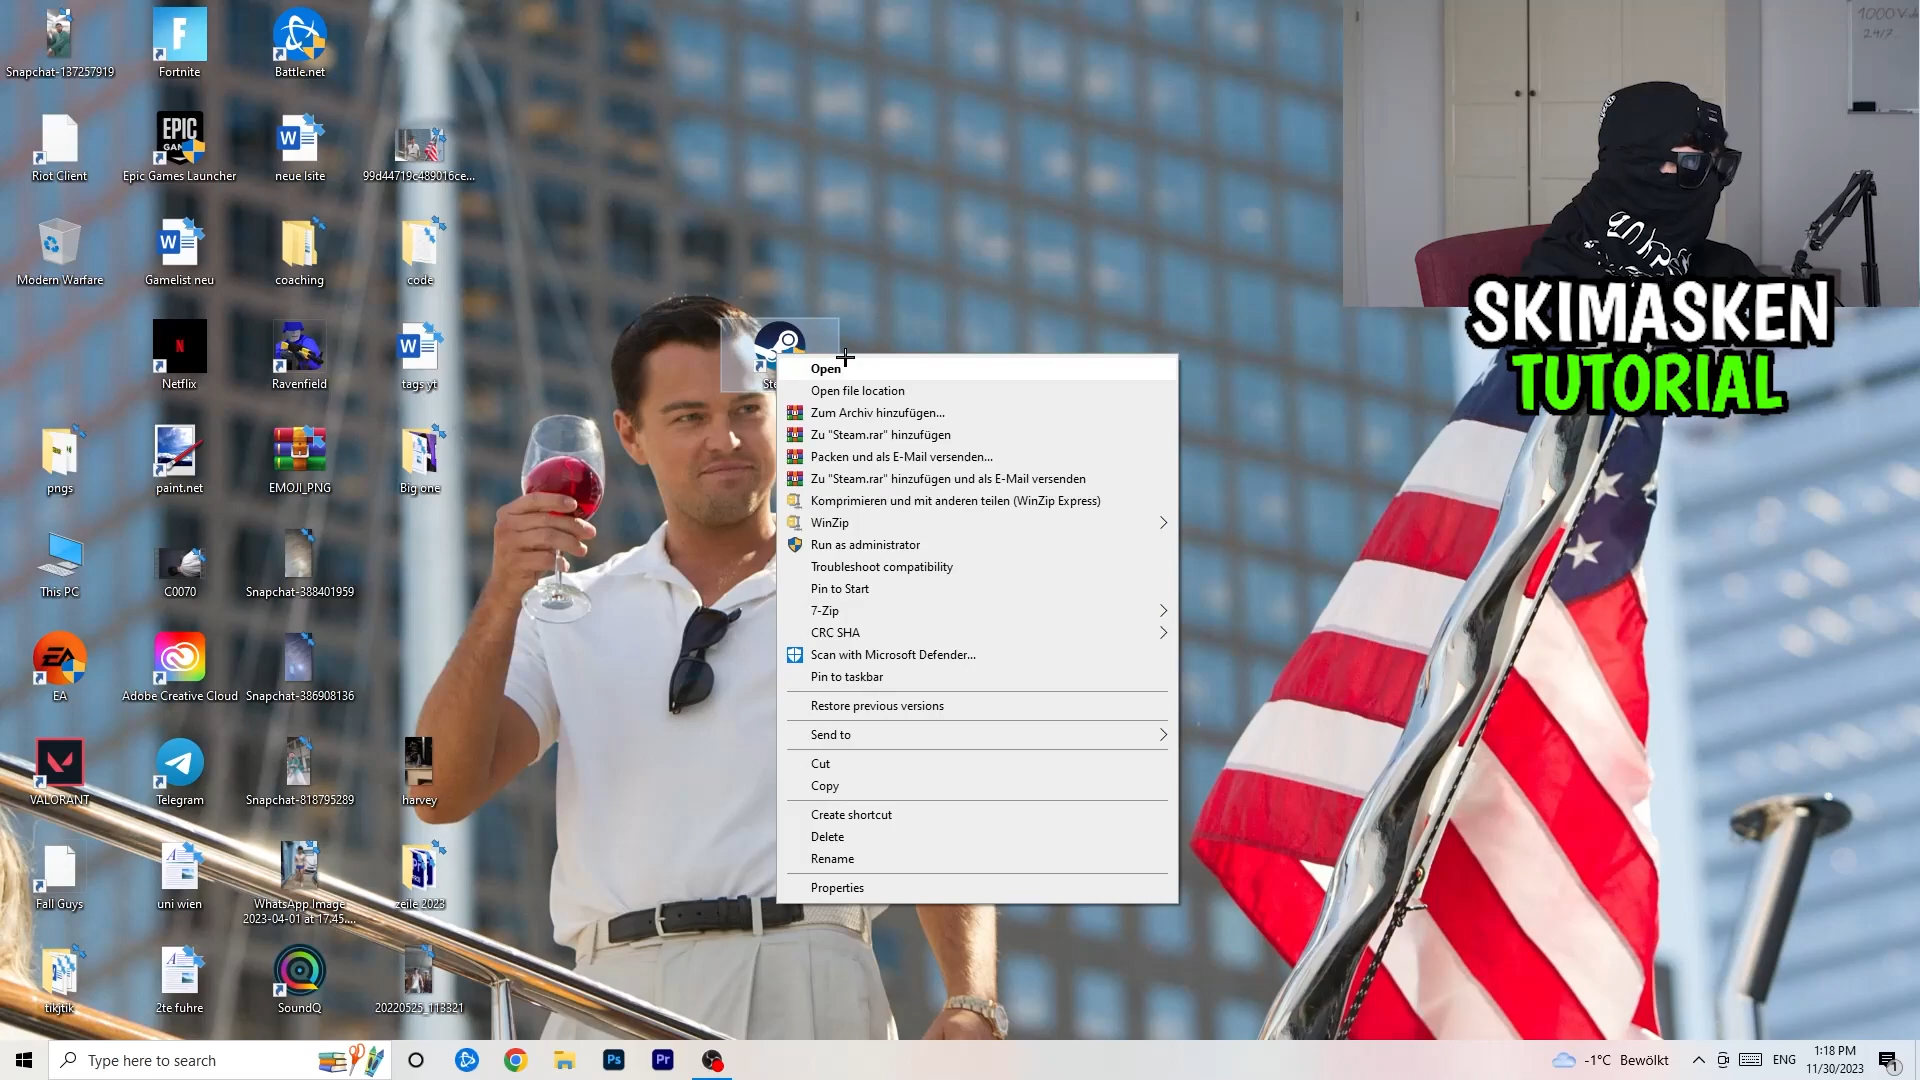 Snapchat-137257919
Fortnite
Battle.net
Riot Client
EPIC
Epic Games Launcher
neue lsite
99d44719c489016ce...
Modern Warfare
Gamelist neu
coaching
code
Netflix
Ravenfield
tags yt
pngs
paint.net
EMOJI_PNG
Big one
This PC
C0070
Snapchat-388401959
EA
Adobe Creative Cloud
Snapchat-386908136
VALORANT
Telegram
Snapchat-818795289
harvey
Fall Guys
uni wien
WhatsApp Image
2023-04-01 at 17.45....
zeile 2023
tikjtik
2te fuhre
SoundQ
20220525_113321
Open
Open file location
Zum Archiv hinzufügen...
Zu "Steam.rar" hinzufügen
Packen und als E-Mail versenden...
Zu "Steam.rar" hinzufügen und als E-Mail versenden
Komprimieren und mit anderen teilen (WinZip Express)
WinZip
Run as administrator
Troubleshoot compatibility
Pin to Start
7-Zip
CRC SHA
Scan with Microsoft Defender...
Pin to taskbar
Restore previous versions
Send to
Cut
Copy
Create shortcut
Delete
Rename
Properties
24/7
SKIMASKEN
TUTORIAL
Type here to search
Ps
Pr
-1°C Bewölkt
ENG
1:18 PM
11/30/2023
1